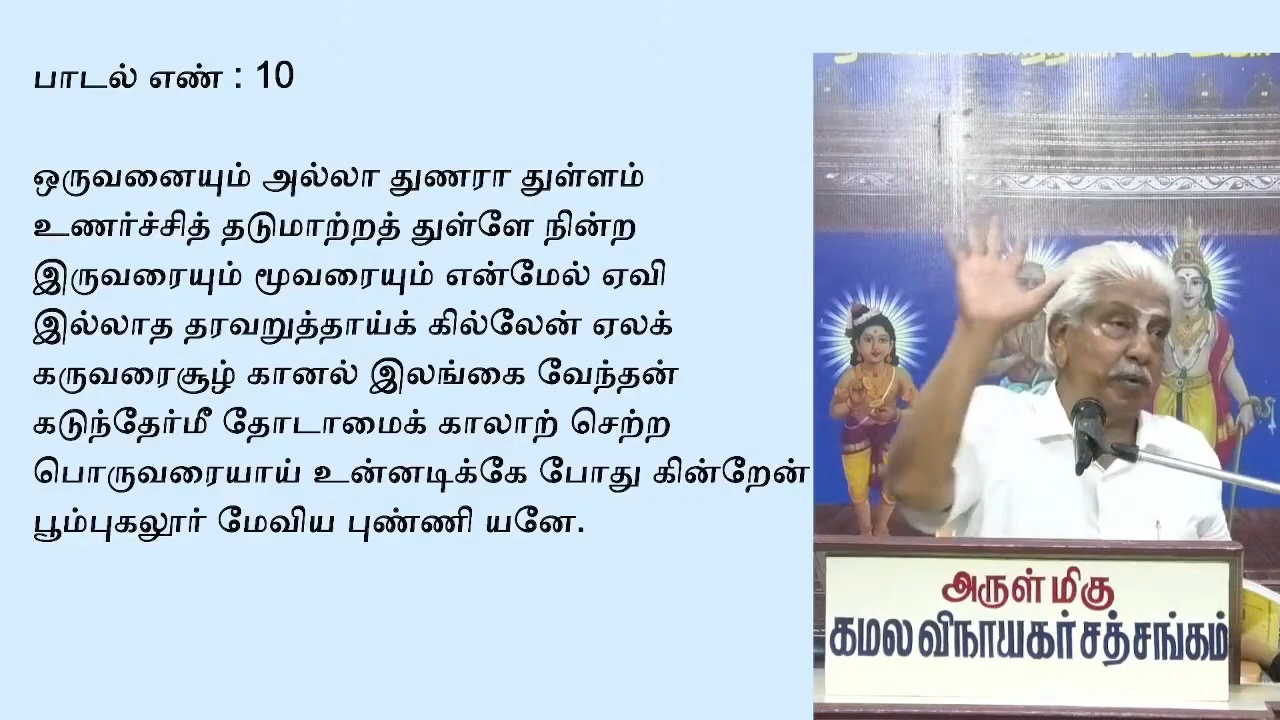 பாடல் எண் : 10
ஒருவனையும் அல்லா துணரா துள்ளம்
உணர்ச்சித் தடுமாற்றத் துள்ளே நின்ற
இருவரையும் மூவரையும் என்மேல் ஏவி
இல்லாத தரவறுத்தாய்க் கில்லேன் ஏலக்
கருவரைசூழ் கானல் இலங்கை வேந்தன்
கடுந்தேர்மீ தோடாமைக் காலாற் செற்ற
பொருவரையாய் உன்னடிக்கே போது கின்றேன்
பூம்புகலூர் மேவிய புண்ணி யனே.
அருள்மிகு
கமல விநாயகர் சத்சங்கம்